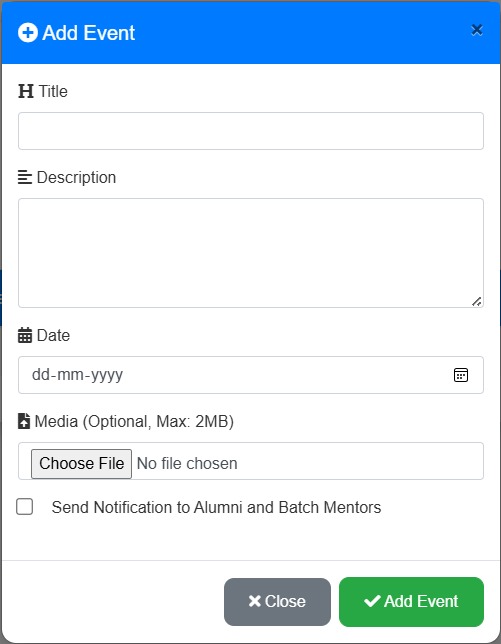 Add Event
×
Title
Description
Date
dd-mm-yyyy
Media (Optional, Max: 2MB)
Choose File No file chosen
Send Notification to Alumni and Batch Mentors
Close Add Event